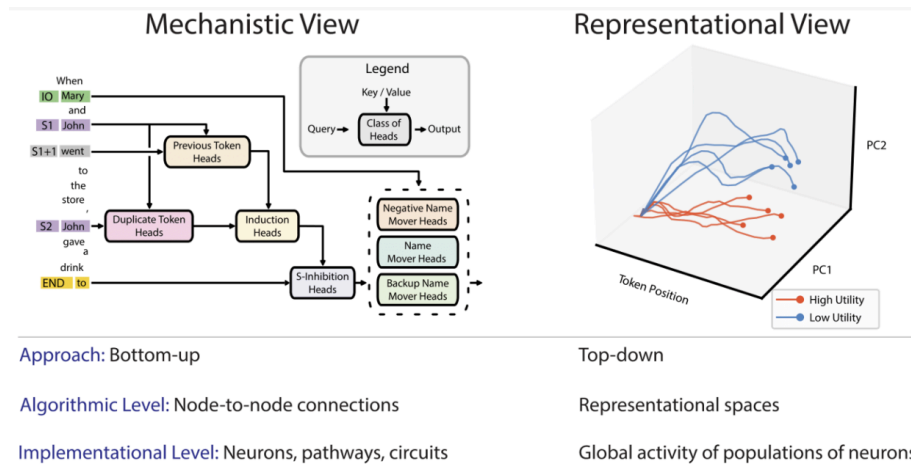 Mechanistic View
Representational View
When
IO Mary
and
S1 John
S1+1 went
to
the
store
,
S2 John
gave
a
drink
END to
Previous Token
Heads
Duplicate Token
Heads
Induction
Heads
S-Inhibition
Heads
Negative Name
Mover Heads
Name
Mover Heads
Backup Name
Mover Heads
Legend
Key / Value
Query
Class of
Heads
Output
PC2
PC1
Token Position
High Utility
Low Utility
Approach: Bottom-up
Top-down
Algorithmic Level: Node-to-node connections
Representational spaces
Implementational Level: Neurons, pathways, circuits
Global activity of populations of neurons